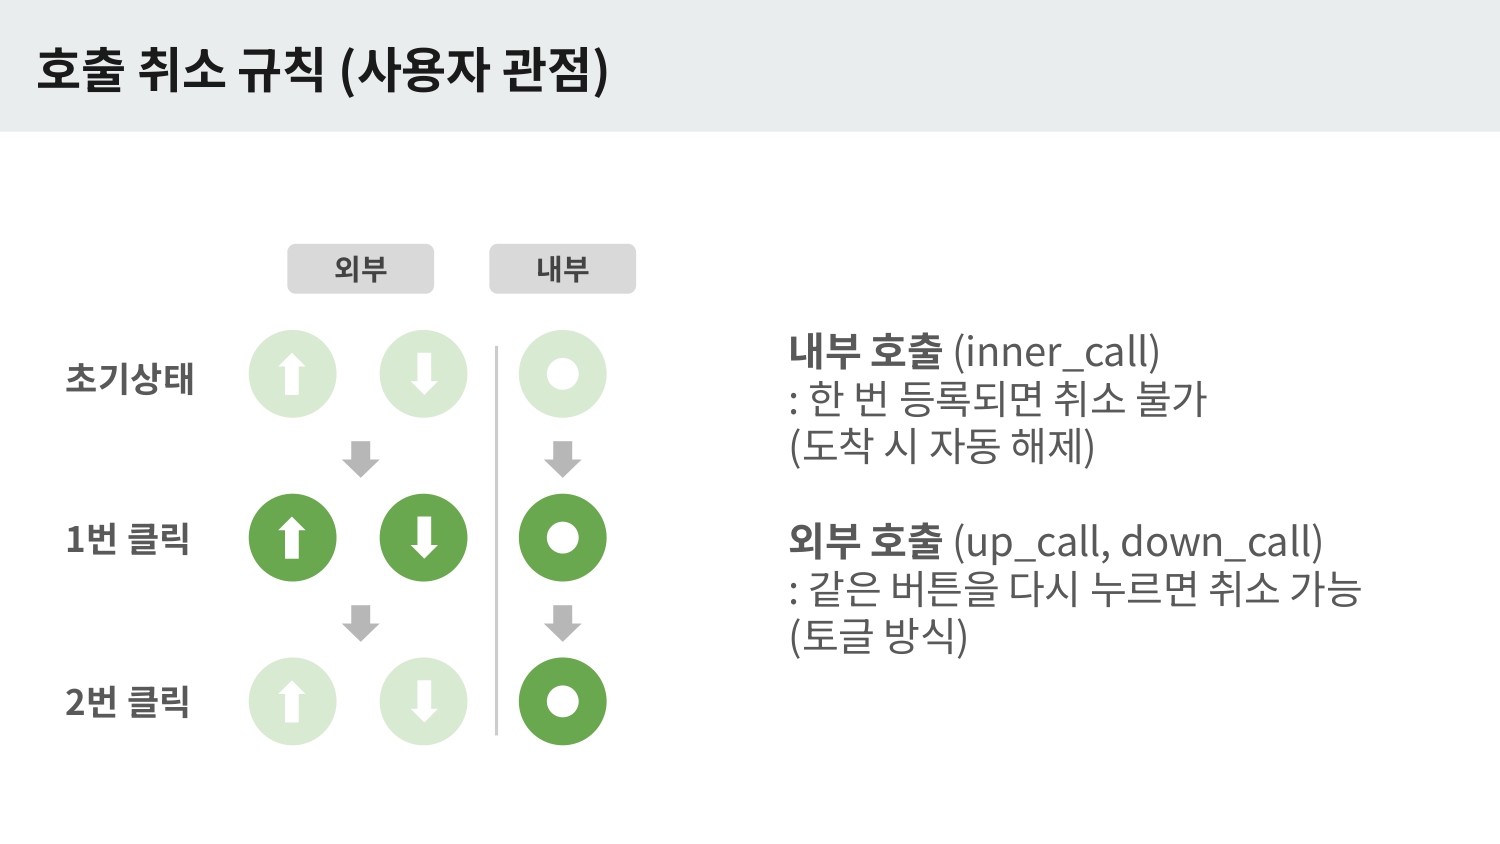 호출 취소 규칙 (사용자 관점)
외부
내부
초기상태
1번 클릭
2번 클릭
내부 호출 (inner_call)
: 한 번 등록되면 취소 불가
(도착 시 자동 해제)
외부 호출 (up_call, down_call)
: 같은 버튼을 다시 누르면 취소 가능
(토글 방식)